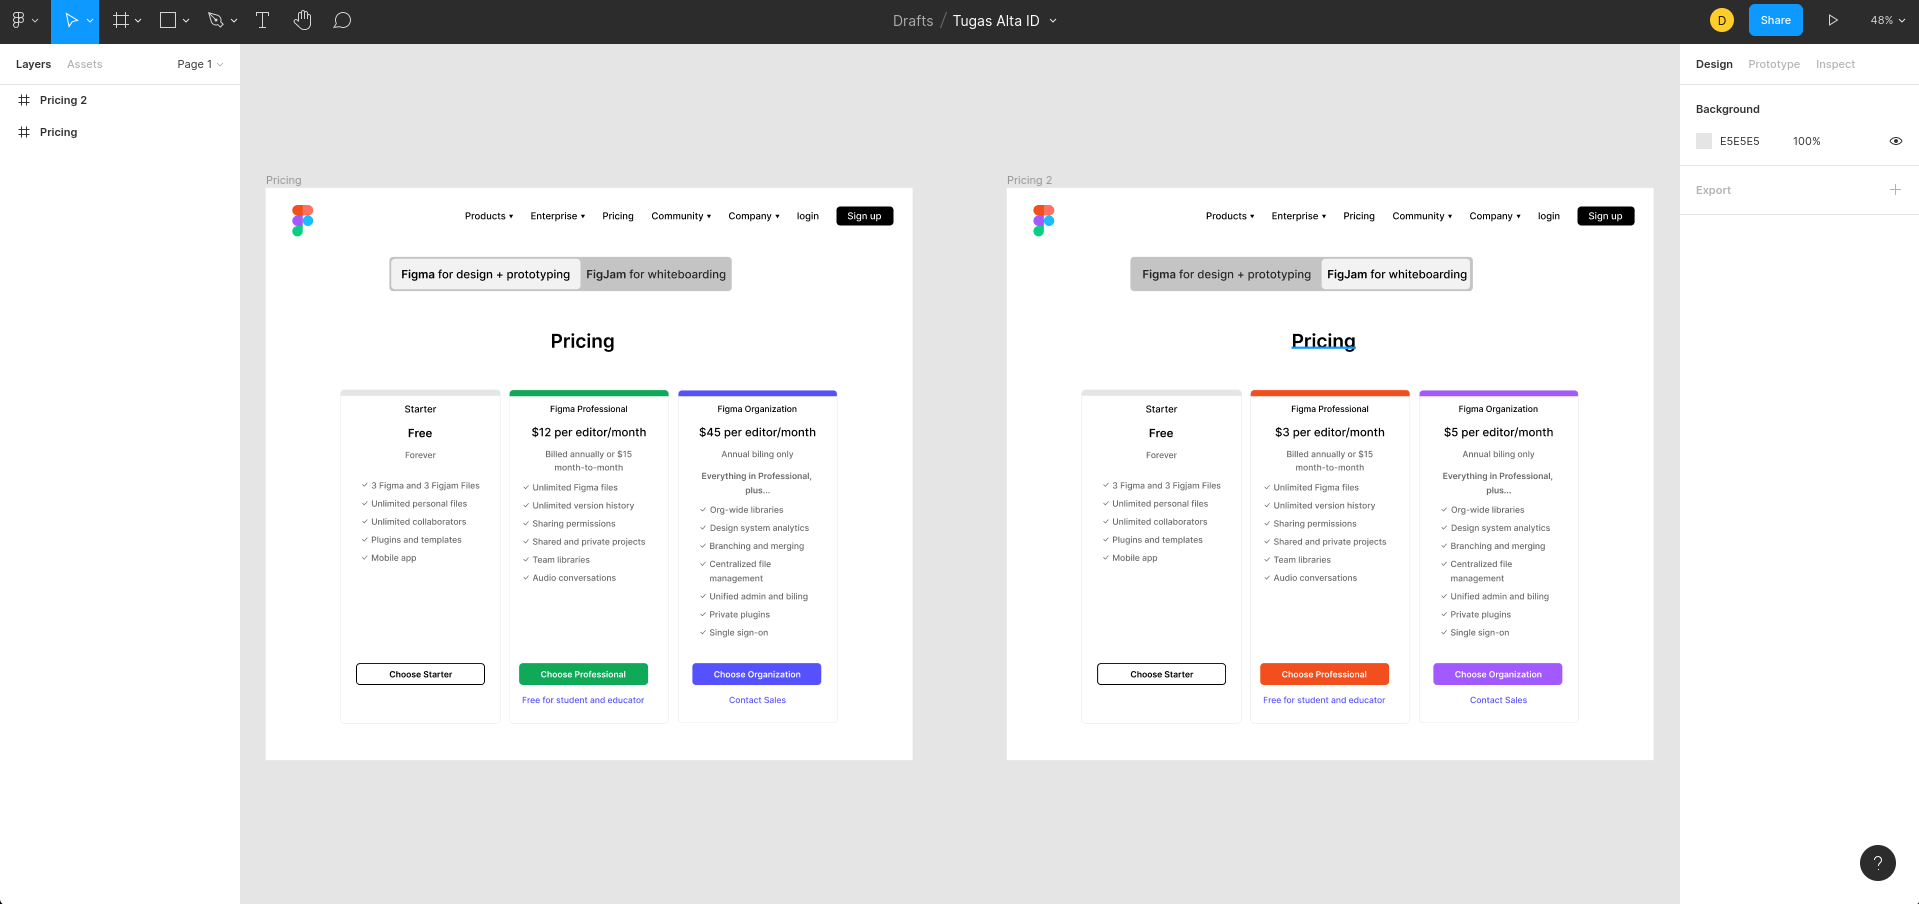 Drafts / Tugas Alta ID
D
Share
48%
Layers
Assets
Page 1
Pricing 2
Pricing
Design
Prototype
Inspect
Background
E5E5E5
100%
Export
Pricing
Products
Enterprise
Pricing
Community
Company
login
Sign up
Figma for design + prototyping
FigJam for whiteboarding
Pricing
Starter
Free
Forever
3 Figma and 3 Figjam Files
Unlimited personal files
Unlimited collaborators
Plugins and templates
Mobile app
Choose Starter
Figma Professional
$12 per editor/month
Billed annually or $15
month-to-month
Unlimited Figma files
Unlimited version history
Sharing permissions
Shared and private projects
Team libraries
Audio conversations
Choose Professional
Free for student and educator
Figma Organization
$45 per editor/month
Annual biling only
Everything in Professional,
plus...
Org-wide libraries
Design system analytics
Branching and merging
Centralized file
management
Unified admin and biling
Private plugins
Single sign-on
Choose Organization
Contact Sales
Pricing 2
Products
Enterprise
Pricing
Community
Company
login
Sign up
Figma for design + prototyping
FigJam for whiteboarding
Pricing
Starter
Free
Forever
3 Figma and 3 Figjam Files
Unlimited personal files
Unlimited collaborators
Plugins and templates
Mobile app
Choose Starter
Figma Professional
$3 per editor/month
Billed annually or $15
month-to-month
Unlimited Figma files
Unlimited version history
Sharing permissions
Shared and private projects
Team libraries
Audio conversations
Choose Professional
Free for student and educator
Figma Organization
$5 per editor/month
Annual biling only
Everything in Professional,
plus...
Org-wide libraries
Design system analytics
Branching and merging
Centralized file
management
Unified admin and biling
Private plugins
Single sign-on
Choose Organization
Contact Sales
?